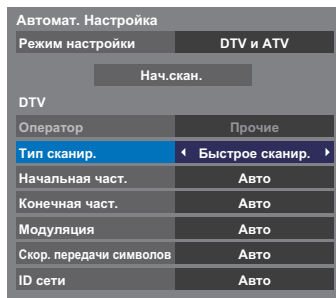 Автомат. Настройка
Режим настройки DTV и ATV
Нач.скан.
DTV
Оператор Прочие
Тип сканир. Быстрое сканир.
Начальная част. Авто
Конечная част. Авто
Модуляция Авто
Скор. передачи символов Авто
ID сети Авто